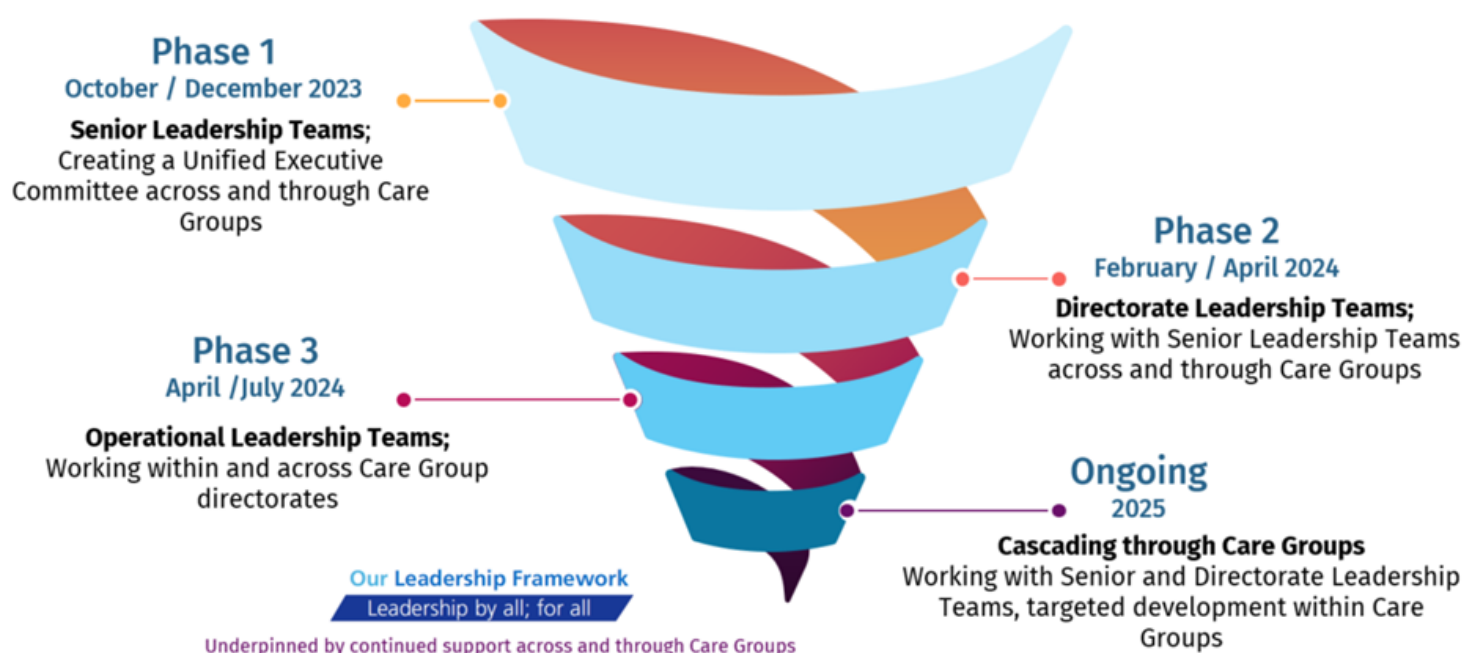 Phase 1
October / December 2023
Senior Leadership Teams;
Creating a Unified Executive
Committee across and through Care
Groups
Phase 2
February / April 2024
Directorate Leadership Teams;
Working with Senior Leadership Teams
across and through Care Groups
Phase 3
April /July 2024
Operational Leadership Teams;
Working within and across Care Group
directorates
Ongoing
2025
Cascading through Care Groups
Working with Senior and Directorate Leadership
Teams, targeted development within Care
Groups
Our Leadership Framework
Leadership by all; for all
Underpinned by continued support across and through Care Groups